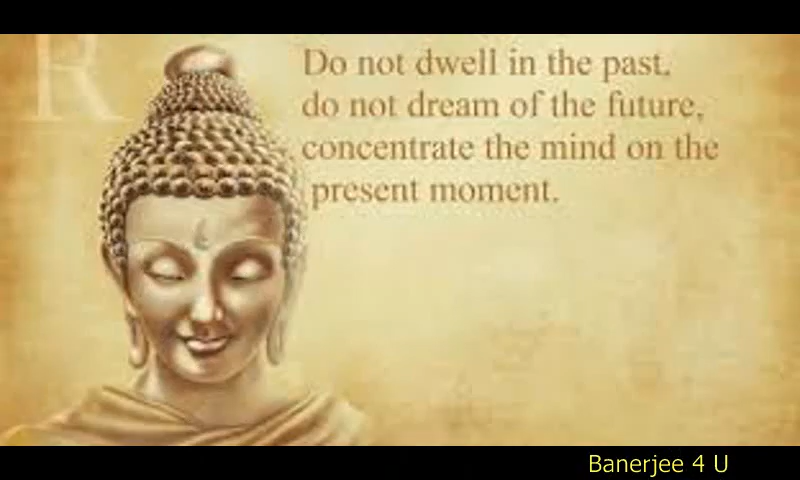 R
Do not dwell in the past,
do not dream of the future,
concentrate the mind on the
present moment.
Banerjee 4 U